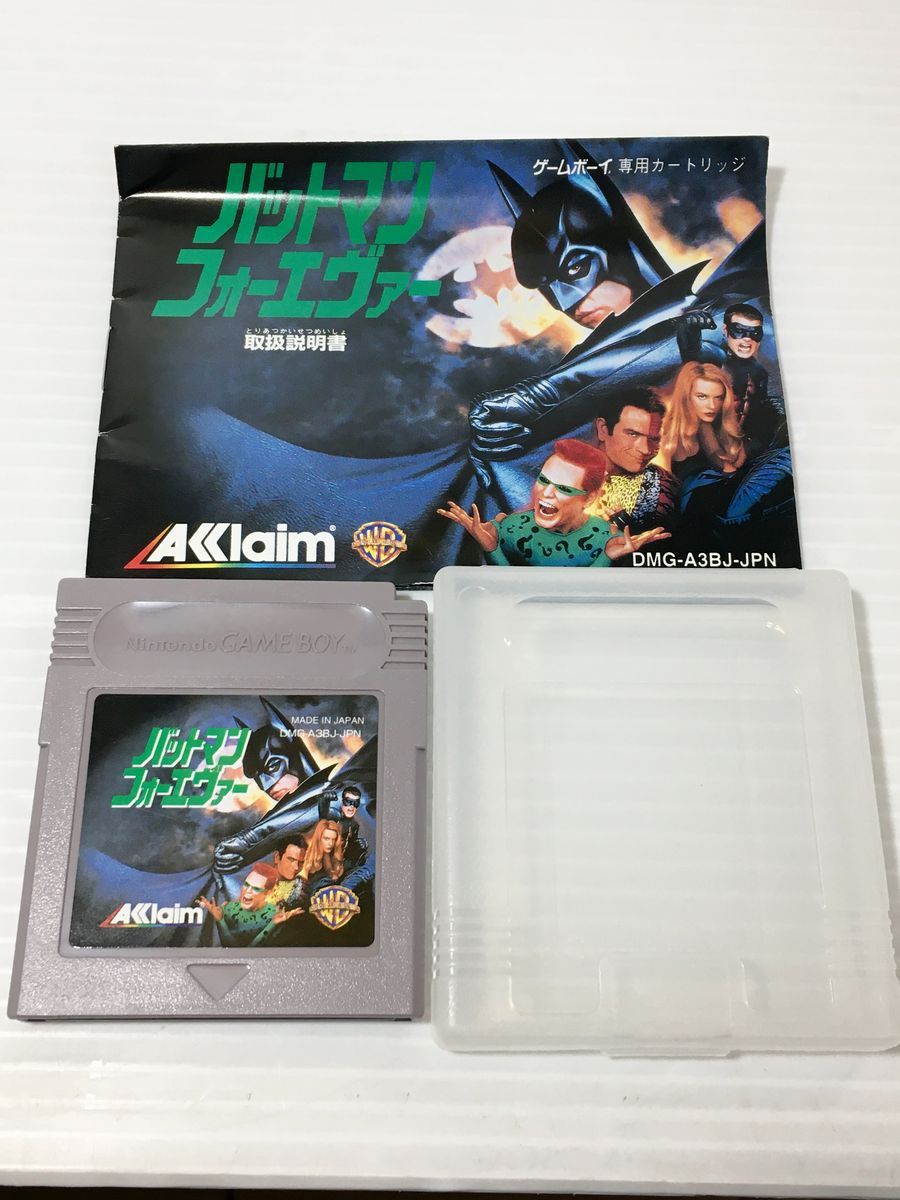 バットマン
フォーエヴァー
とりあつかいせつめいしょ
取扱説明書
ゲームボーイ専用カートリッジ
Acclaim®
WB
DMG-A3BJ-JPN
Nintendo GAME BOY™
MADE IN JAPAN
DMG-A3BJ-JPN
バットマン
フォーエヴァー
Acclaim
WB